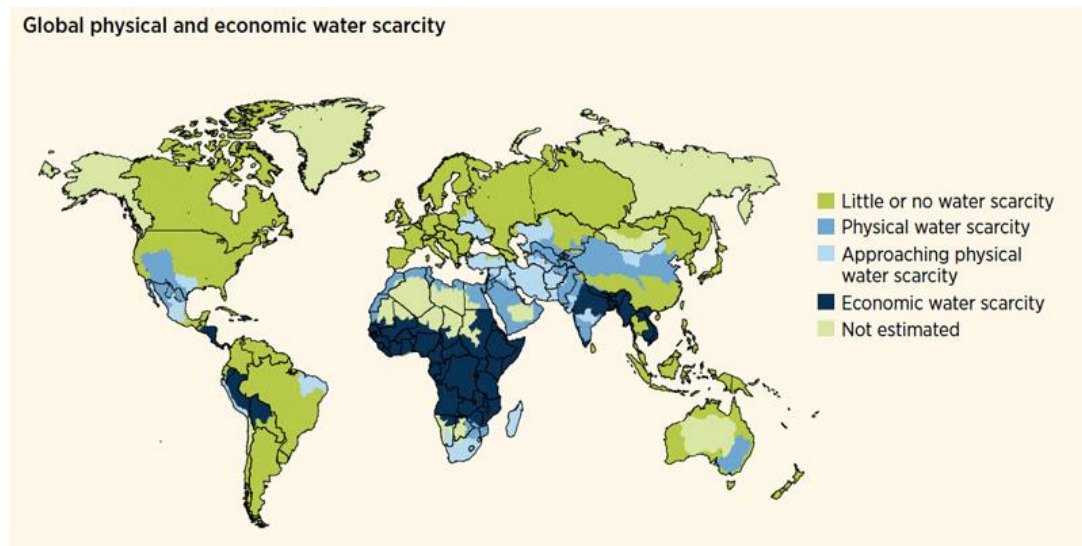 Global physical and economic water scarcity
Little or no water scarcity
Physical water scarcity
Approaching physical
water scarcity
Economic water scarcity
Not estimated